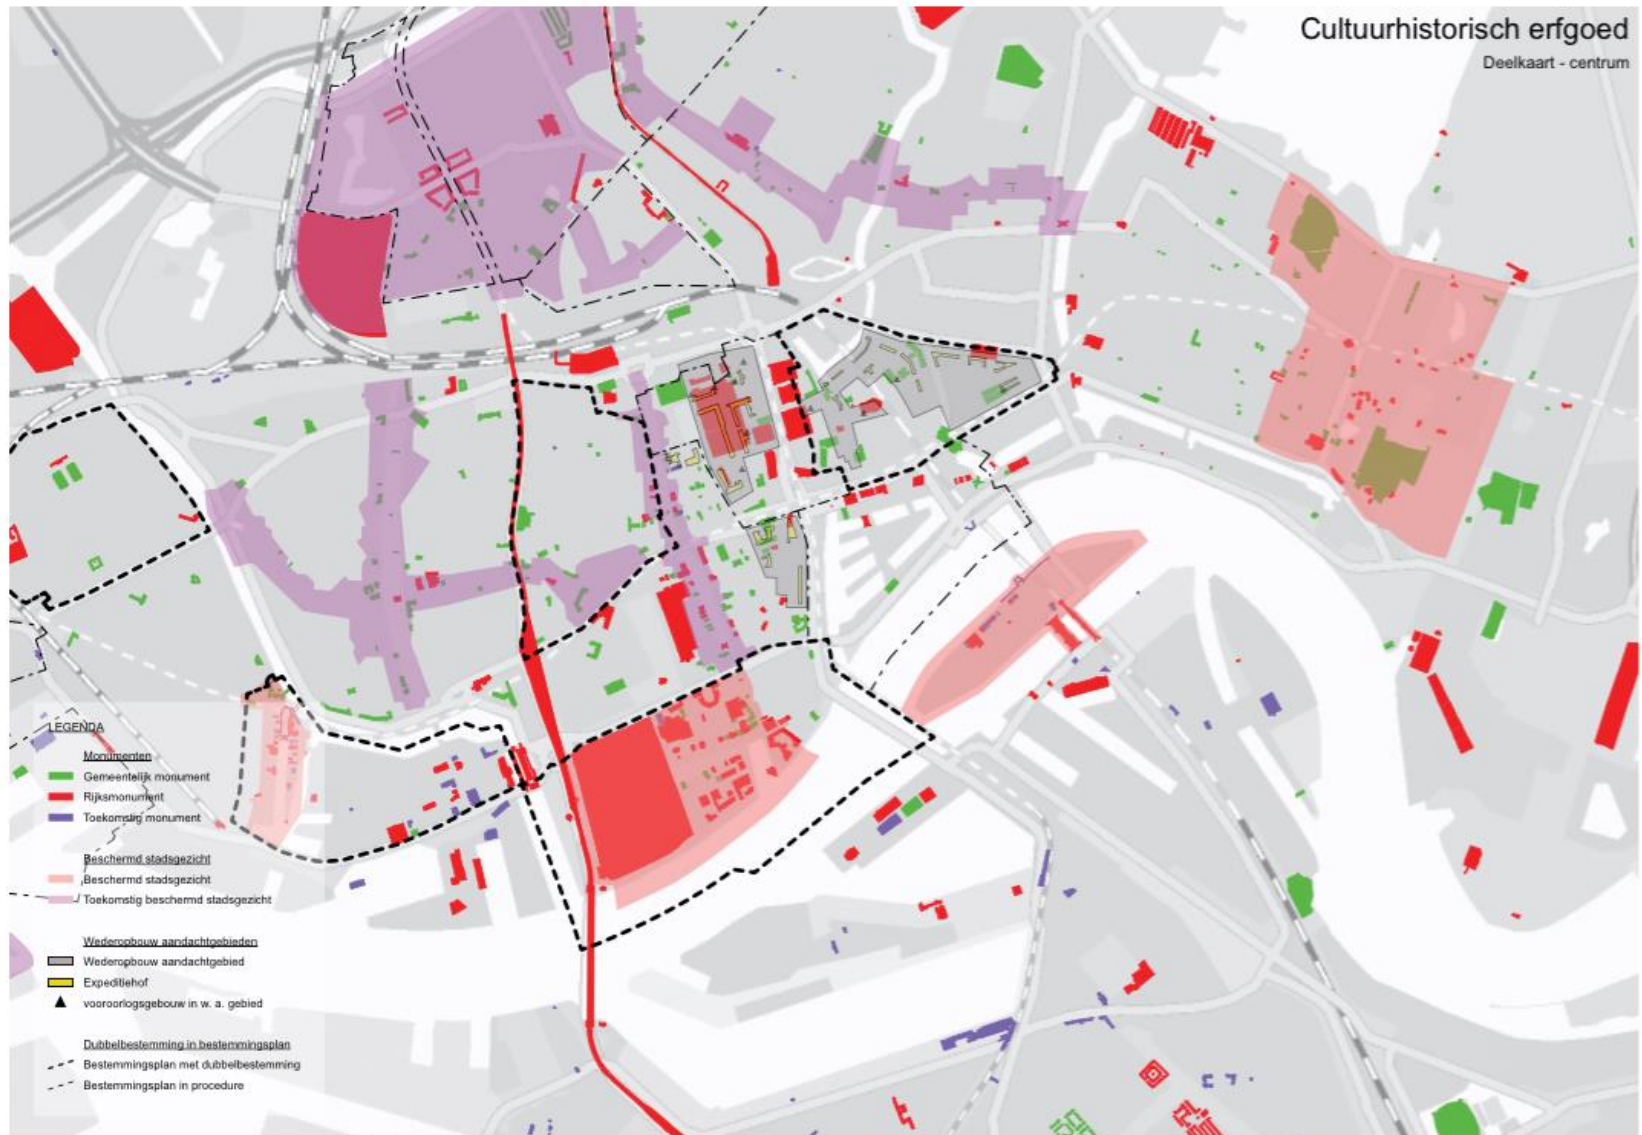 Cultuurhistorisch erfgoed
Deelkaart - centrum
LEGENDA
Monumenten
Gemeentelijk monument
Rijksmonument
Toekomstig monument
Beschermd stadsgezicht
Beschermd stadsgezicht
Toekomstig beschermd stadsgezicht
Wederopbouw aandachtgebieden
Wederopbouw aandachtgebied
Expeditiehof
vooroorlogsgebouw in w. a. gebied
Dubbelbestemming in bestemmingsplan
Bestemmingsplan met dubbelbestemming
Bestemmingsplan in procedure